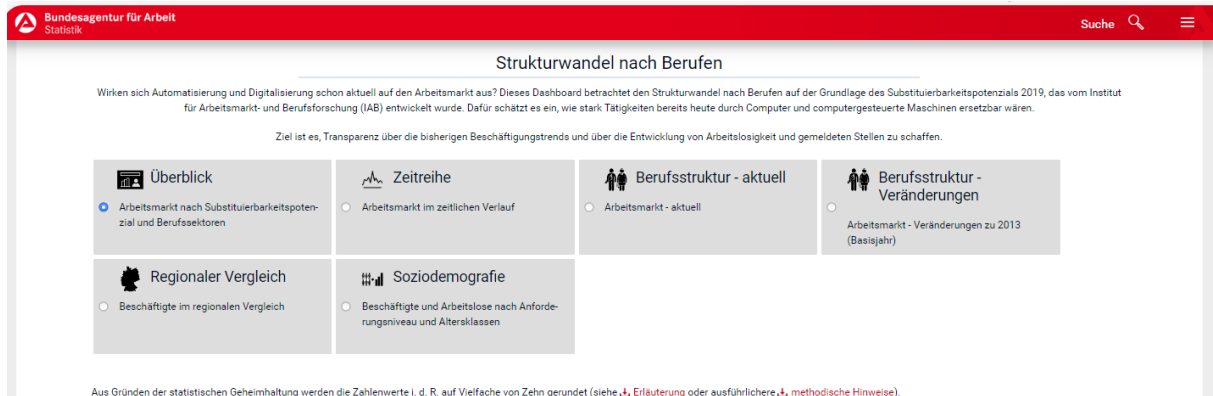 Bundesagentur für Arbeit
Statistik
Suche
Strukturwandel nach Berufen
Wirken sich Automatisierung und Digitalisierung schon aktuell auf den Arbeitsmarkt aus? Dieses Dashboard betrachtet den Strukturwandel nach Berufen auf der Grundlage des Substituierbarkeitspotenzials 2019, das vom Institut
für Arbeitsmarkt- und Berufsforschung (IAB) entwickelt wurde. Dafür schätzt es ein, wie stark Tätigkeiten bereits heute durch Computer und computergesteuerte Maschinen ersetzbar wären.
Ziel ist es, Transparenz über die bisherigen Beschäftigungstrends und über die Entwicklung von Arbeitslosigkeit und gemeldeten Stellen zu schaffen.
Überblick
Arbeitsmarkt nach Substituierbarkeitspoten-
zial und Berufssektoren
Zeitreihe
Arbeitsmarkt im zeitlichen Verlauf
Berufsstruktur - aktuell
Arbeitsmarkt - aktuell
Berufsstruktur -
Veränderungen
Arbeitsmarkt - Veränderungen zu 2013
(Basisjahr)
Regionaler Vergleich
Beschäftigte im regionalen Vergleich
Soziodemografie
Beschäftigte und Arbeitslose nach Anforde-
rungsniveau und Altersklassen
Aus Gründen der statistischen Geheimhaltung werden die Zahlenwerte i. d. R. auf Vielfache von Zehn gerundet (siehe Erläuterung oder ausführlichere methodische Hinweise).